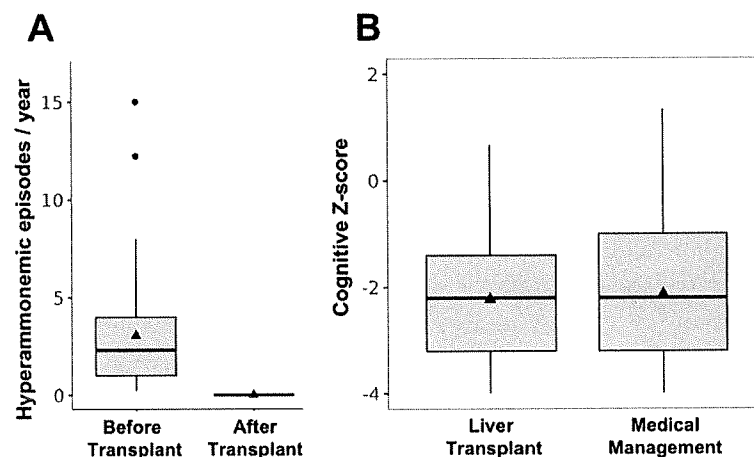 A
B
Hyperammonemic episodes / year
15
10
5
0
Before
Transplant
After
Transplant
Cognitive Z-score
2
0
-2
-4
Liver
Transplant
Medical
Management